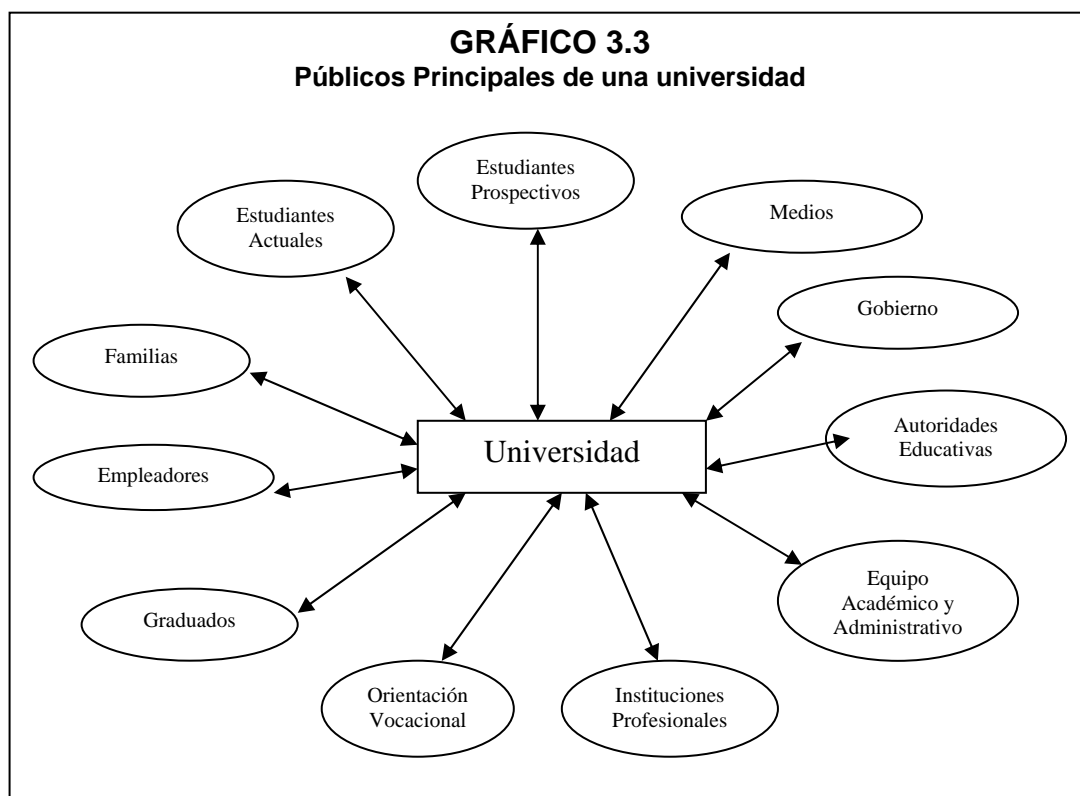 GRÁFICO 3.3
Públicos Principales de una universidad
Estudiantes
Prospectivos
Estudiantes
Actuales
Medios
Gobierno
Familias
Autoridades
Educativas
Universidad
Empleadores
Equipo
Académico y
Administrativo
Graduados
Orientación
Vocacional
Instituciones
Profesionales